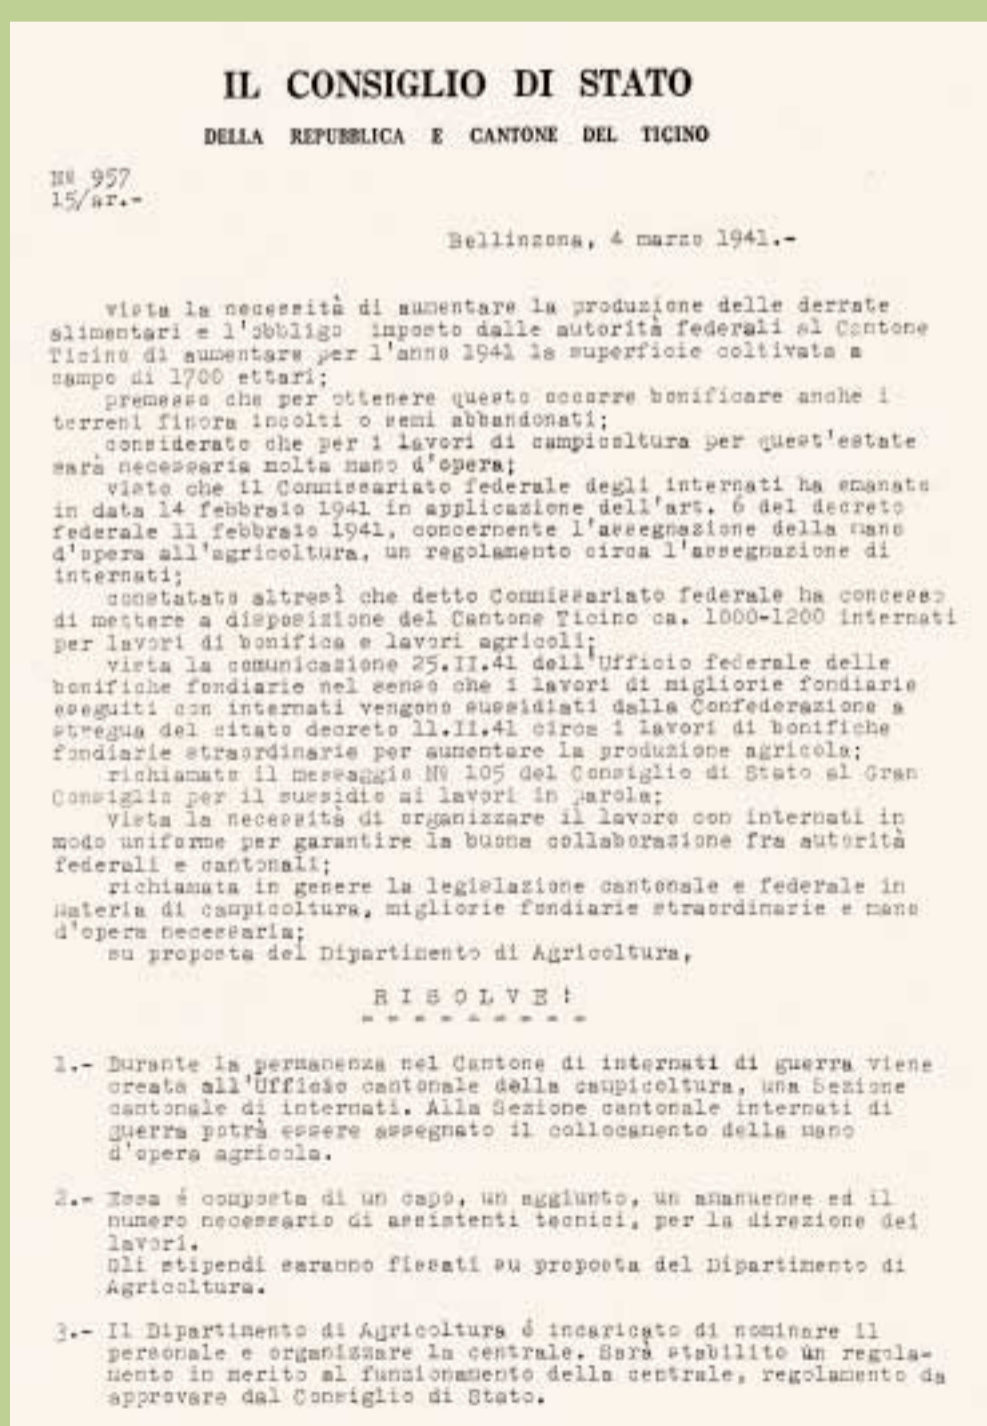 IL CONSIGLIO DI STATO
DELLA REPUBBLICA E CANTONE DEL TICINO
Nº 957
15/ar.-
Bellinzona, 4 marzo 1941.-
vista la necessità di aumentare la produzione delle derrate
alimentari e l'obbligo imposto dalle autorità federali al Cantone
Ticino di aumentare per l'anno 1941 la superficie coltivata a
campo di 1700 ettari;
premesso che per ottenere questo occorre bonificare anche i
terreni finora incolti o semi abbandonati;
considerato che per i lavori di campicoltura per quest'estate
sarà necessaria molta mano d'opera;
visto che il Commissariato federale degli internati ha emanato
in data 14 febbraio 1941 in applicazione dell'art. 6 del decreto
federale 11 febbraio 1941, concernente l'assegnazione della mano
d'opera all'agricoltura, un regolamento circa l'assegnazione di
internati;
constatato altresì che detto Commissariato federale ha concesso
di mettere a disposizione del Cantone Ticino ca. 1000-1200 internati
per lavori di bonifica e lavori agricoli;
vista la comunicazione 25.II.41 dell'Ufficio federale delle
bonifiche fondiarie nel senso che i lavori di migliorie fondiarie
eseguiti con internati vengono sussidiati dalla Confederazione a
stregua del citato decreto 11.II.41 circa i lavori di bonifiche
fondiarie straordinarie per aumentare la produzione agricola;
richiamato il messaggio Nº 105 del Consiglio di Stato al Gran
Consiglio per il sussidio ai lavori in parola;
vista la necessità di organizzare il lavoro con internati in
modo uniforme per garantire la buona collaborazione fra autorità
federali e cantonali;
richiamata in genere la legislazione cantonale e federale in
materia di campicoltura, migliorie fondiarie straordinarie e mano
d'opera necessaria;
su proposta del Dipartimento di Agricoltura,
R I S O L V E :
1.- Durante la permanenza nel Cantone di internati di guerra viene
creata all'Ufficio cantonale della campicoltura, una Sezione
cantonale di internati. Alla Sezione cantonale internati di
guerra potrà essere assegnato il collocamento della mano
d'opera agricola.
2.- Essa é composta di un capo, un aggiunto, un amanuense ed il
numero necessario di assistenti tecnici, per la direzione dei
lavori.
Gli stipendi saranno fissati su proposta del Dipartimento di
Agricoltura.
3.- Il Dipartimento di Agricoltura é incaricato di nominare il
personale e organizzare la centrale. Sarà stabilito un regola-
mento in merito al funzionamento della centrale, regolamento da
approvare dal Consiglio di Stato.